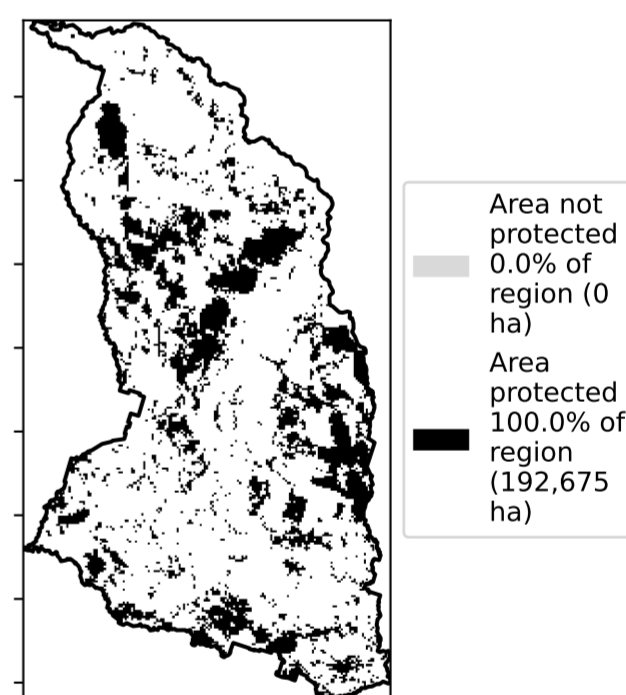 Area not
protected
0.0% of
region (0
ha)
Area
protected
100.0% of
region
(192,675
ha)